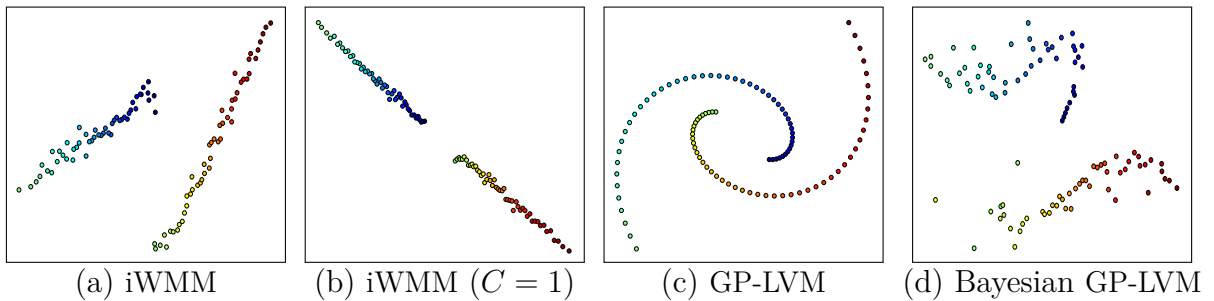 (a) iWMM
(b) iWMM (C = 1)
(c) GP-LVM
(d) Bayesian GP-LVM